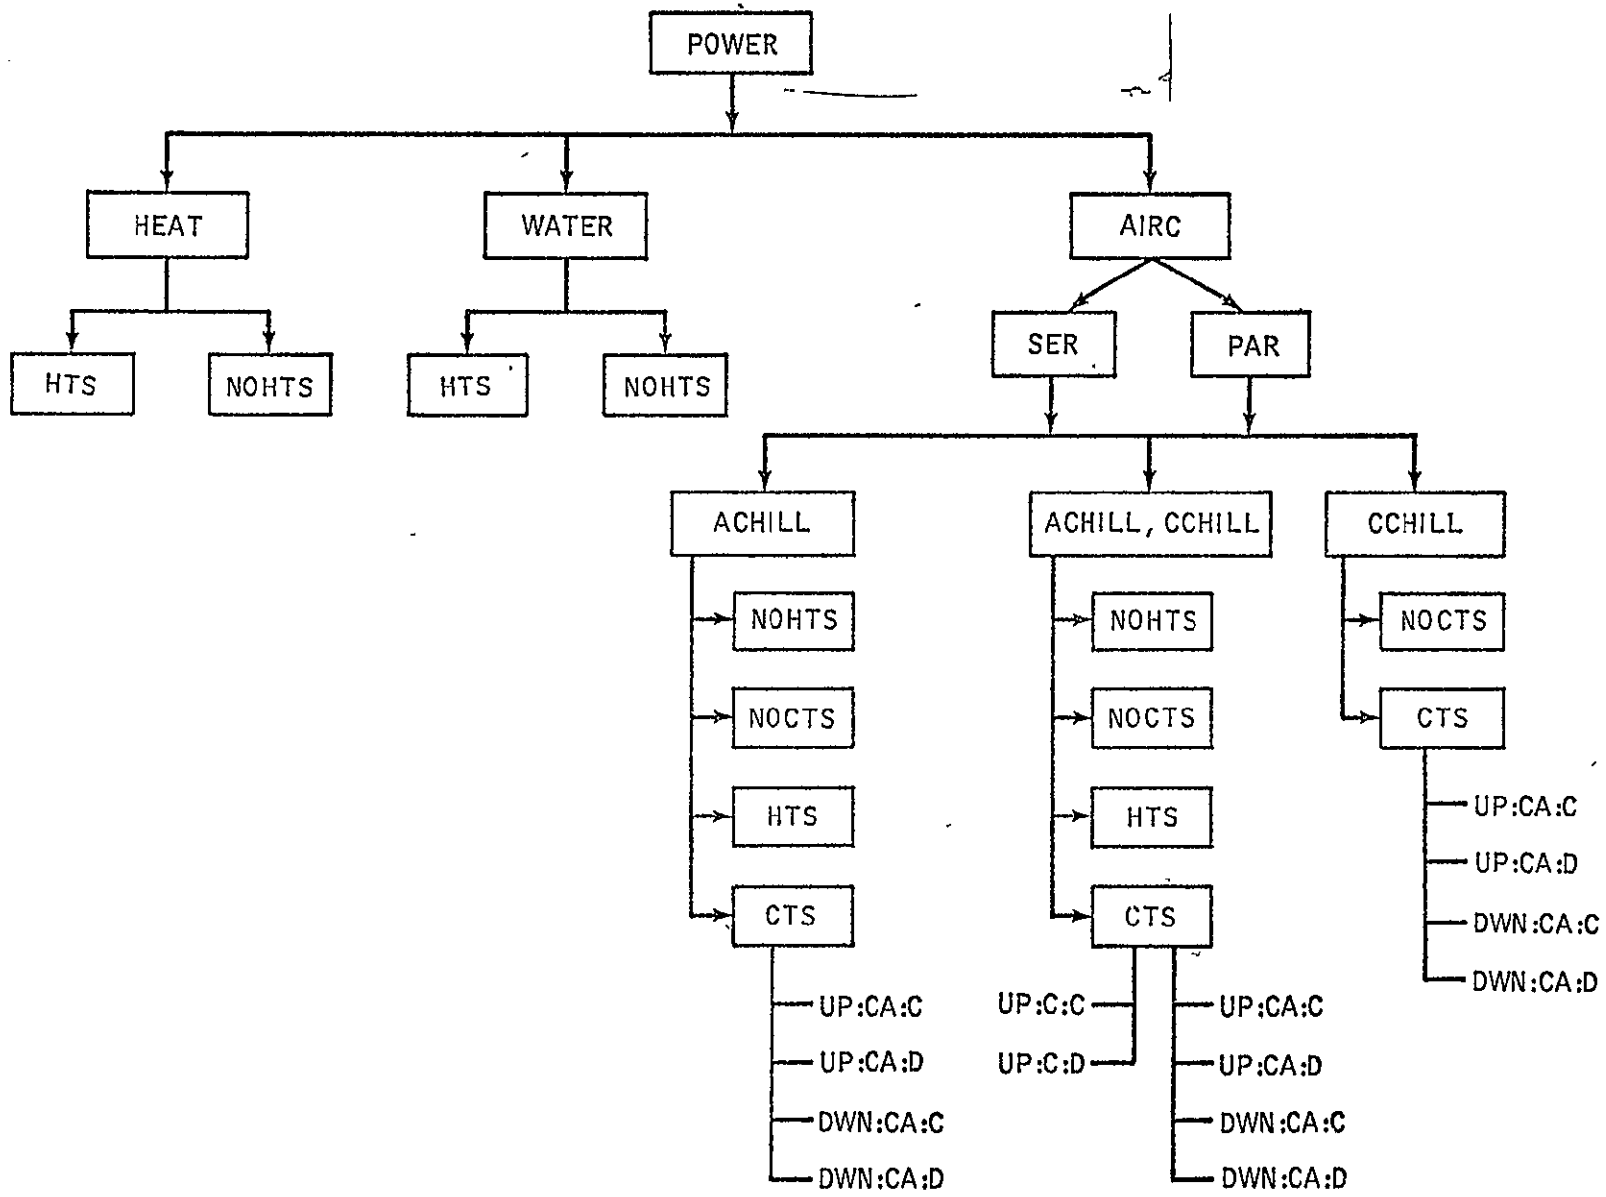 POWER
HEAT
WATER
AIRC
SER
PAR
HTS
NOHTS
HTS
NOHTS
ACHILL
ACHILL, CCHILL
CCHILL
NOHTS
NOHTS
NOCTS
NOCTS
NOCTS
CTS
HTS
HTS
UP:CA:C
UP:CA:D
CTS
CTS
DWN:CA:C
DWN:CA:D
UP:CA:C
UP:C:C
UP:CA:C
UP:CA:D
UP:C:D
UP:CA:D
DWN:CA:C
DWN:CA:C
DWN:CA:D
DWN:CA:D